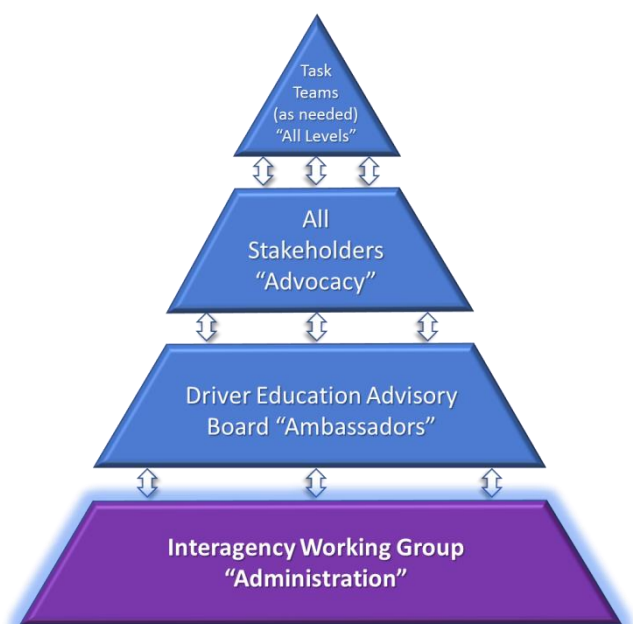 Task
Teams
(as needed)
“All Levels”
All
Stakeholders
“Advocacy”
Driver Education Advisory
Board “Ambassadors”
Interagency Working Group
“Administration”